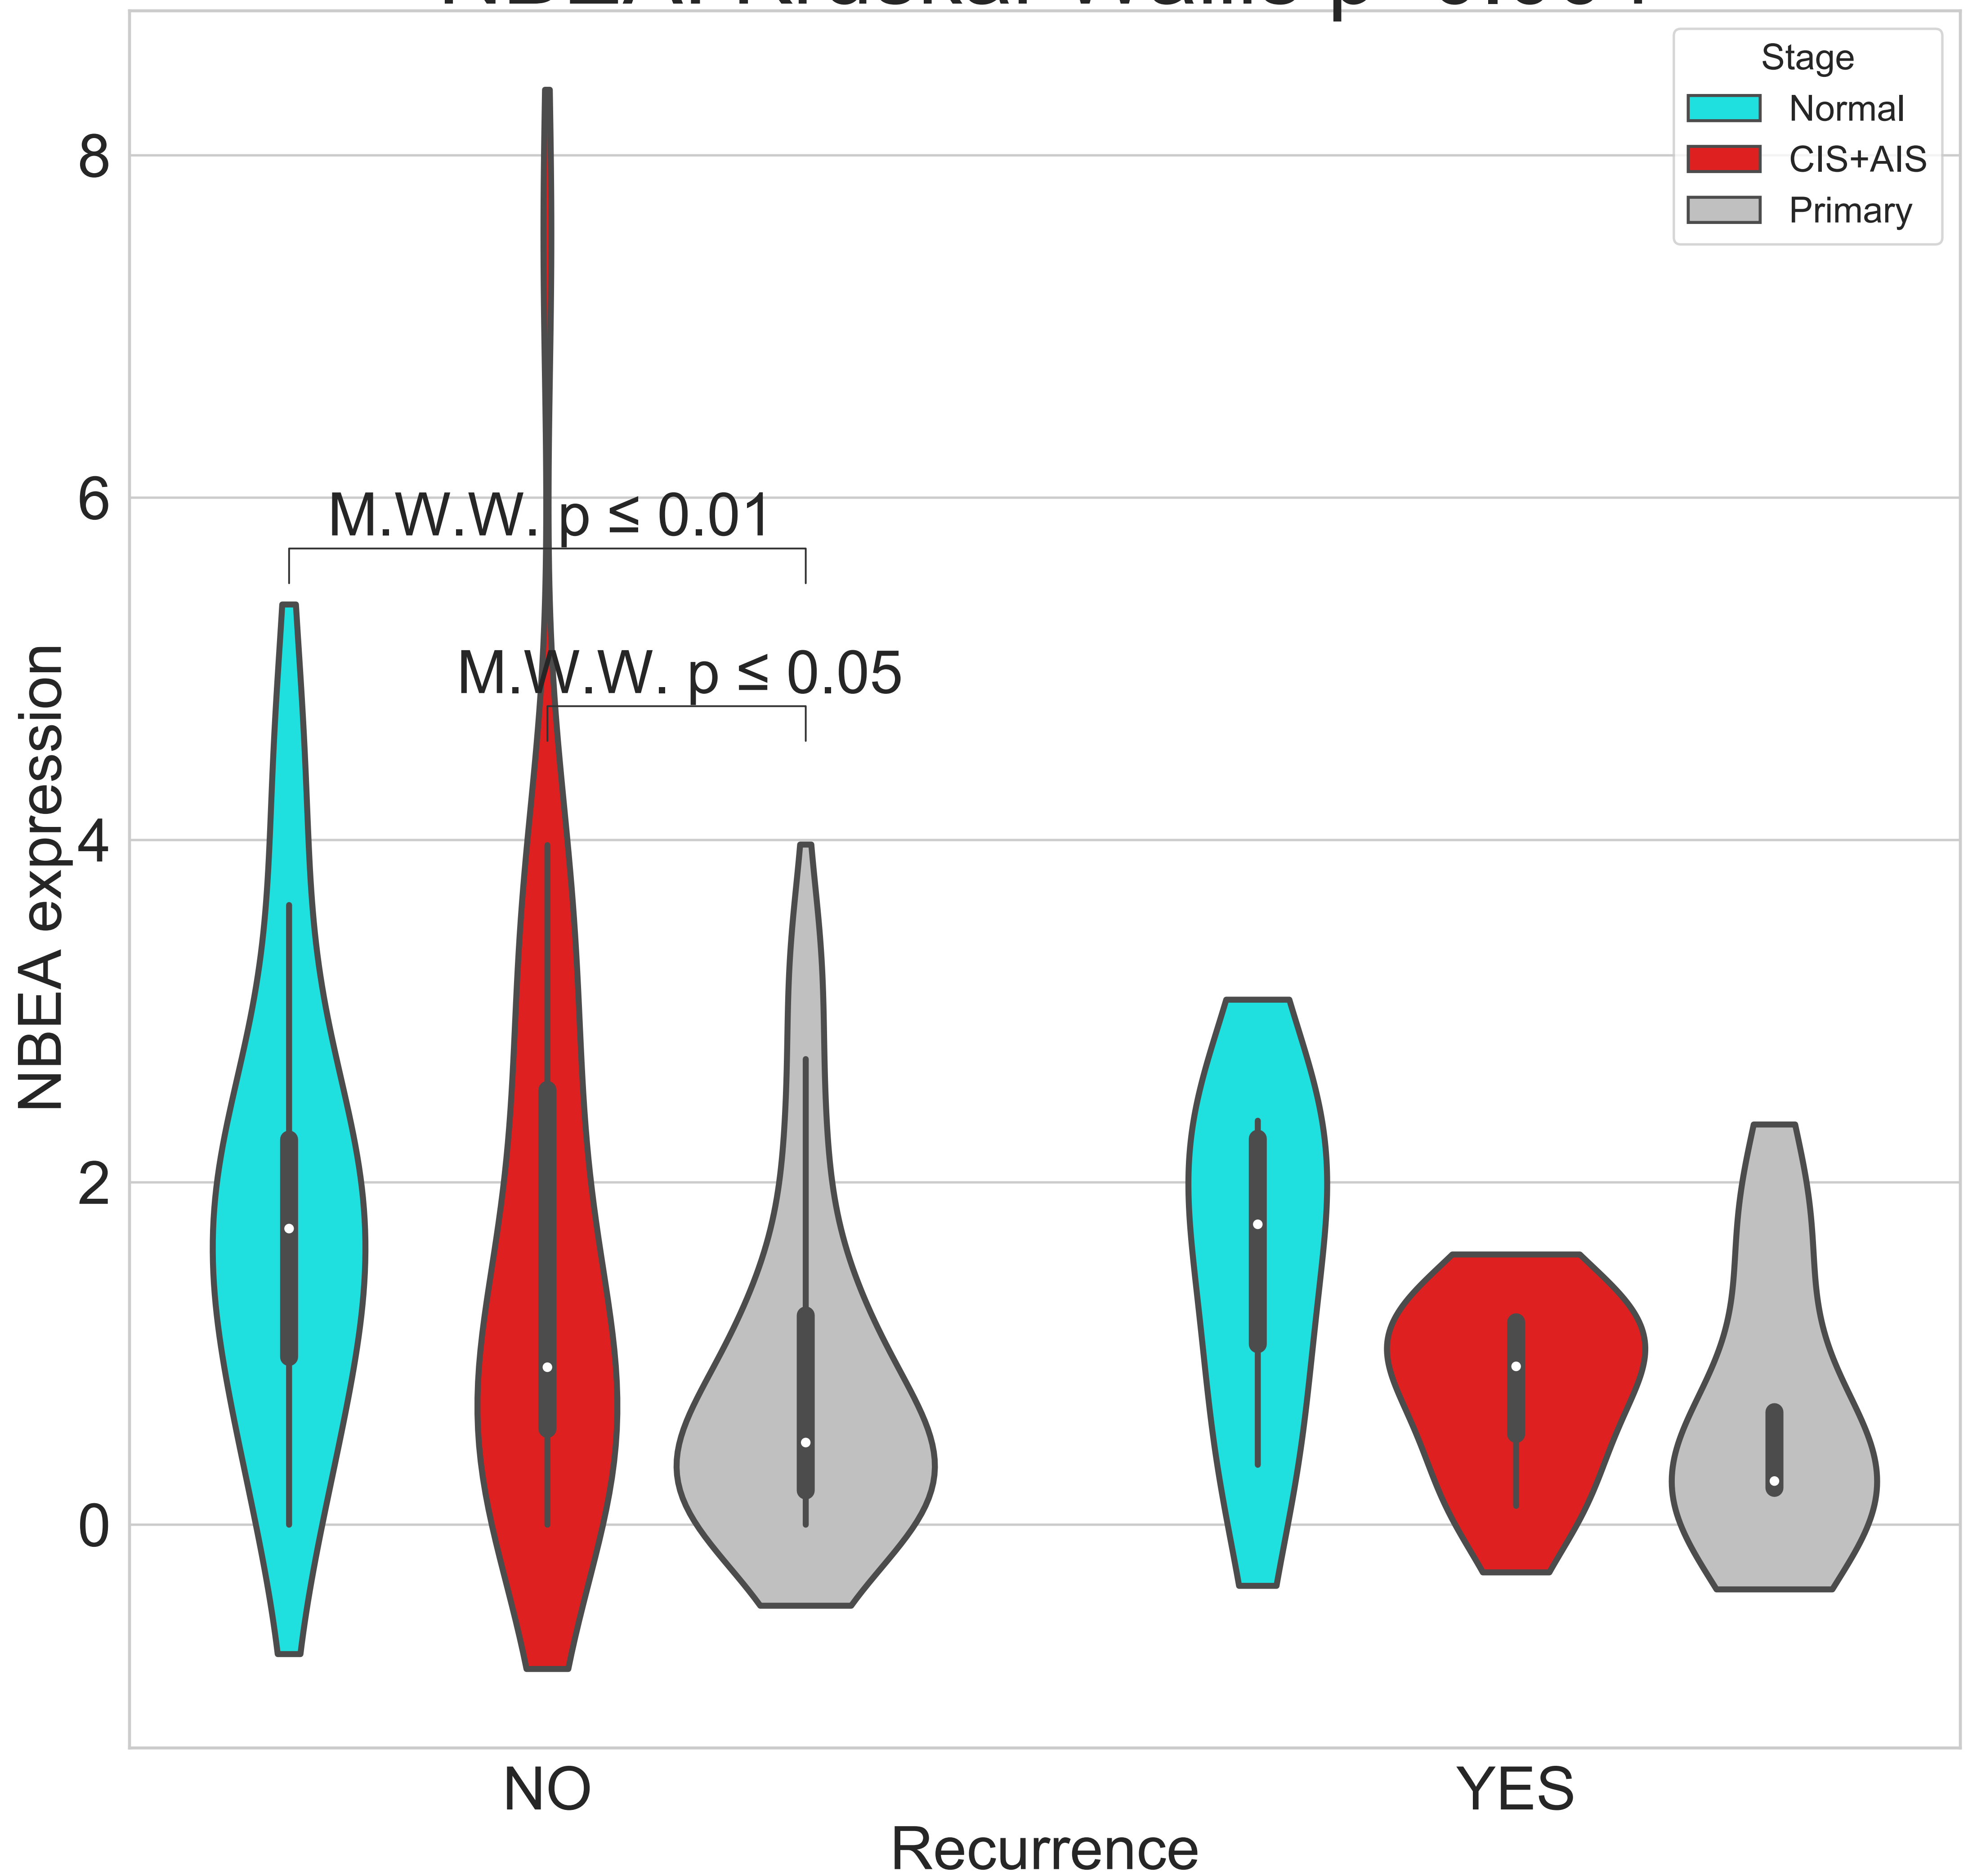 Stage
Normal
CIS+AIS
Primary
8
6
4
2
0
NBEA expression
M.W.W. p ≤ 0.01
M.W.W. p ≤ 0.05
NO
YES
Recurrence